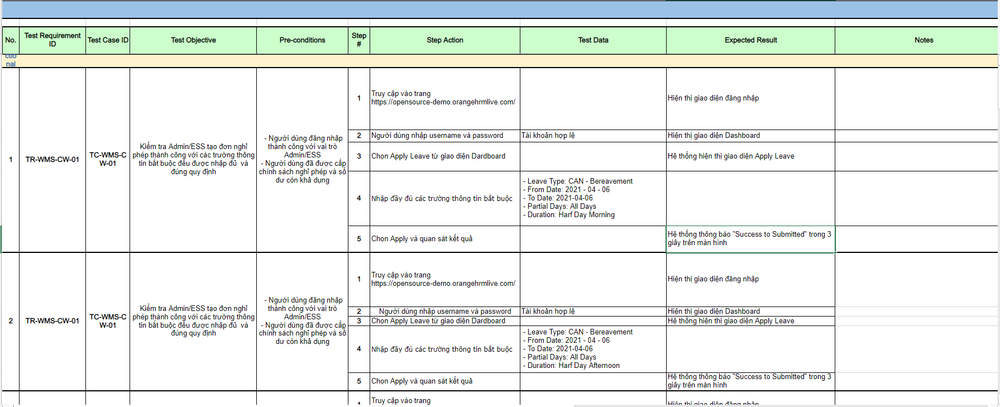 No.
Test Requirement
ID
Test Case ID
Test Objective
Pre-conditions
Step
#
Step Action
Test Data
Expected Result
Notes
ctio
nal
1
TR-WMS-CW-01
TC-WMS-C
W-01
Kiểm tra Admin/ESS tạo đơn nghỉ
phép thành công với các trường thông
tin bắt buộc đều được nhập đủ và
đúng quy định
- Người dùng đăng nhập
thành công với vai trò
Admin/ESS
- Người dùng đã được cấp
chính sách nghỉ phép và số
dư còn khả dụng
1
Truy cập vào trang
https://opensource-demo.orangehrmlive.com/
Hiện thị giao diện đăng nhập
2
Người dùng nhập username và password
Tài khoản hợp lệ
Hiện thị giao diện Dashboard
3
Chọn Apply Leave từ giao diện Dardboard
Hệ thống hiện thị giao diện Apply Leave
4
Nhập đầy đủ các trường thông tin bắt buộc
- Leave Type: CAN - Bereavement
- From Date: 2021 - 04 - 06
- To Date: 2021-04-06
- Partial Days: All Days
- Duration: Harf Day Morning
5
Chọn Apply và quan sát kết quả
Hệ thống thông báo "Success to Submitted" trong 3
giây trên màn hình
2
TR-WMS-CW-01
TC-WMS-C
W-01
Kiểm tra Admin/ESS tạo đơn nghỉ
phép thành công với các trường thông
tin bắt buộc đều được nhập đủ và
đúng quy định
- Người dùng đăng nhập
thành công với vai trò
Admin/ESS
- Người dùng đã được cấp
chính sách nghỉ phép và số
dư còn khả dụng
1
Truy cập vào trang
https://opensource-demo.orangehrmlive.com/
Hiện thị giao diện đăng nhập
2
Người dùng nhập username và password
Tài khoản hợp lệ
Hiện thị giao diện Dashboard
3
Chọn Apply Leave từ giao diện Dardboard
Hệ thống hiện thị giao diện Apply Leave
4
Nhập đầy đủ các trường thông tin bắt buộc
- Leave Type: CAN - Bereavement
- From Date: 2021 - 04 - 06
- To Date: 2021-04-06
- Partial Days: All Days
- Duration: Harf Day Afternoon
5
Chọn Apply và quan sát kết quả
Hệ thống thông báo "Success to Submitted" trong 3
giây trên màn hình
1
Truy cập vào trang
Hiện thị giao diện đăng nhập